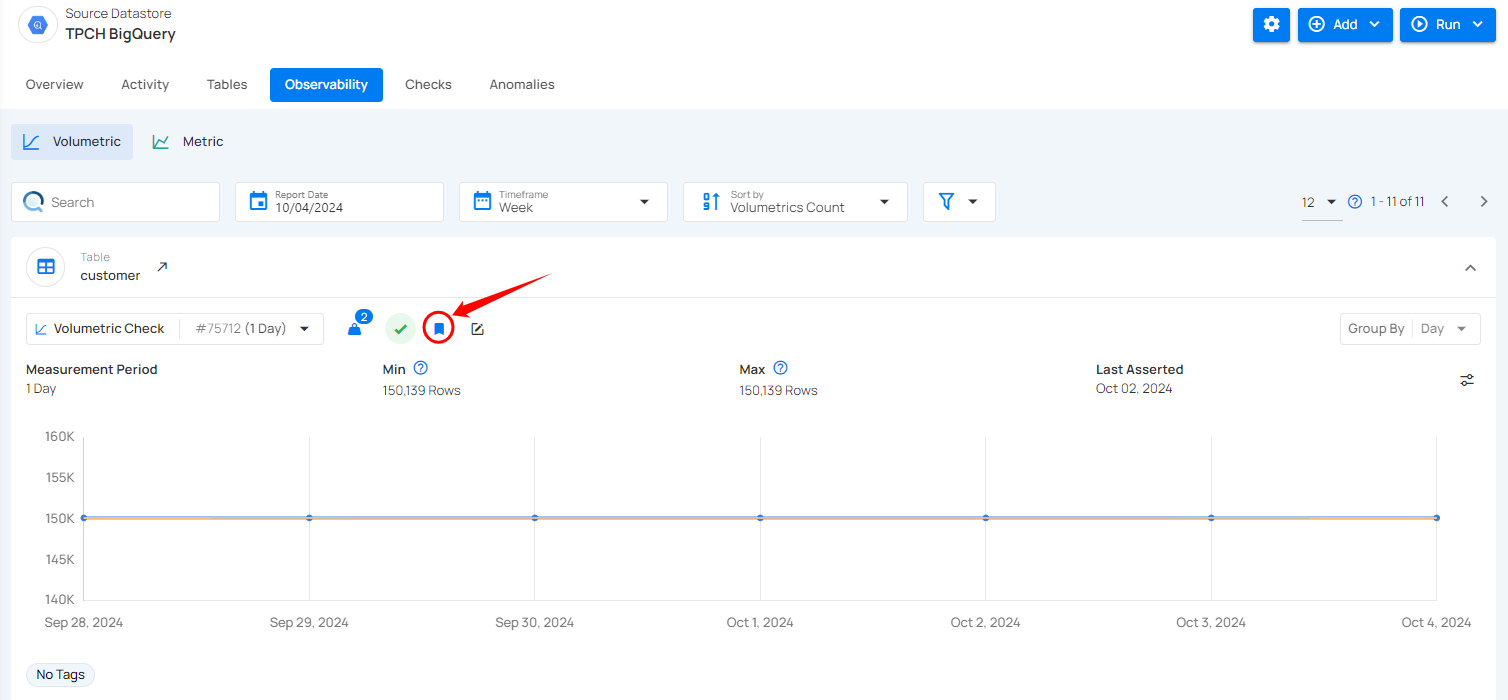 Source Datastore
TPCH BigQuery
Add
Run
Overview
Activity
Tables
Observability
Checks
Anomalies
Volumetric
Metric
Search
Report Date
10/04/2024
Timeframe
Week
Sort by
Volumetrics Count
12
1 - 11 of 11
Table
customer
Volumetric Check
#75712 (1 Day)
2
Group By
Day
Measurement Period
1 Day
Min
150,139 Rows
Max
150,139 Rows
Last Asserted
Oct 02, 2024
160K
155K
150K
145K
140K
Sep 28, 2024
Sep 29, 2024
Sep 30, 2024
Oct 1, 2024
Oct 2, 2024
Oct 3, 2024
Oct 4, 2024
No Tags